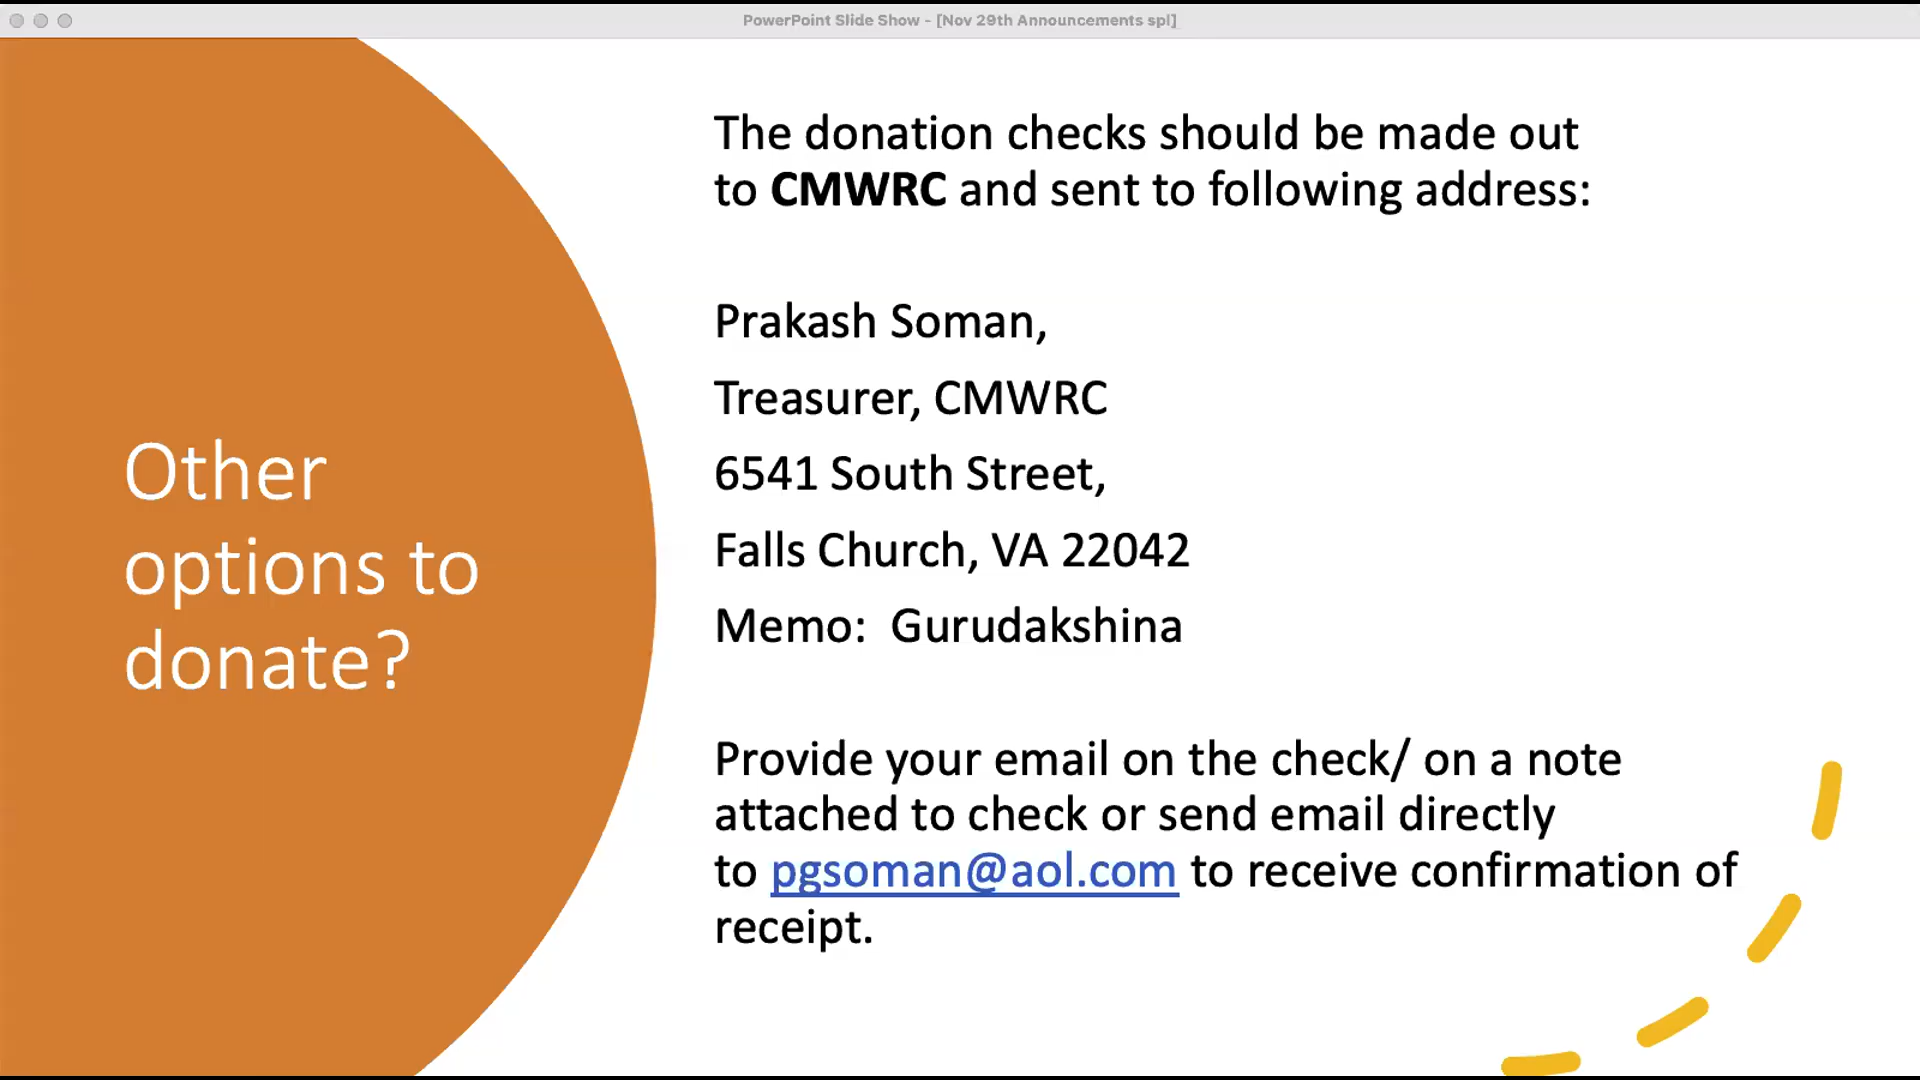 PowerPoint Slide Show - [Nov 29th Announcements spl]
Other
options to
donate?
The donation checks should be made out
to CMWRC and sent to following address:
Prakash Soman,
Treasurer, CMWRC
6541 South Street,
Falls Church, VA 22042
Memo:  Gurudakshina
Provide your email on the check/ on a note
attached to check or send email directly
to pgsoman@aol.com to receive confirmation of
receipt.